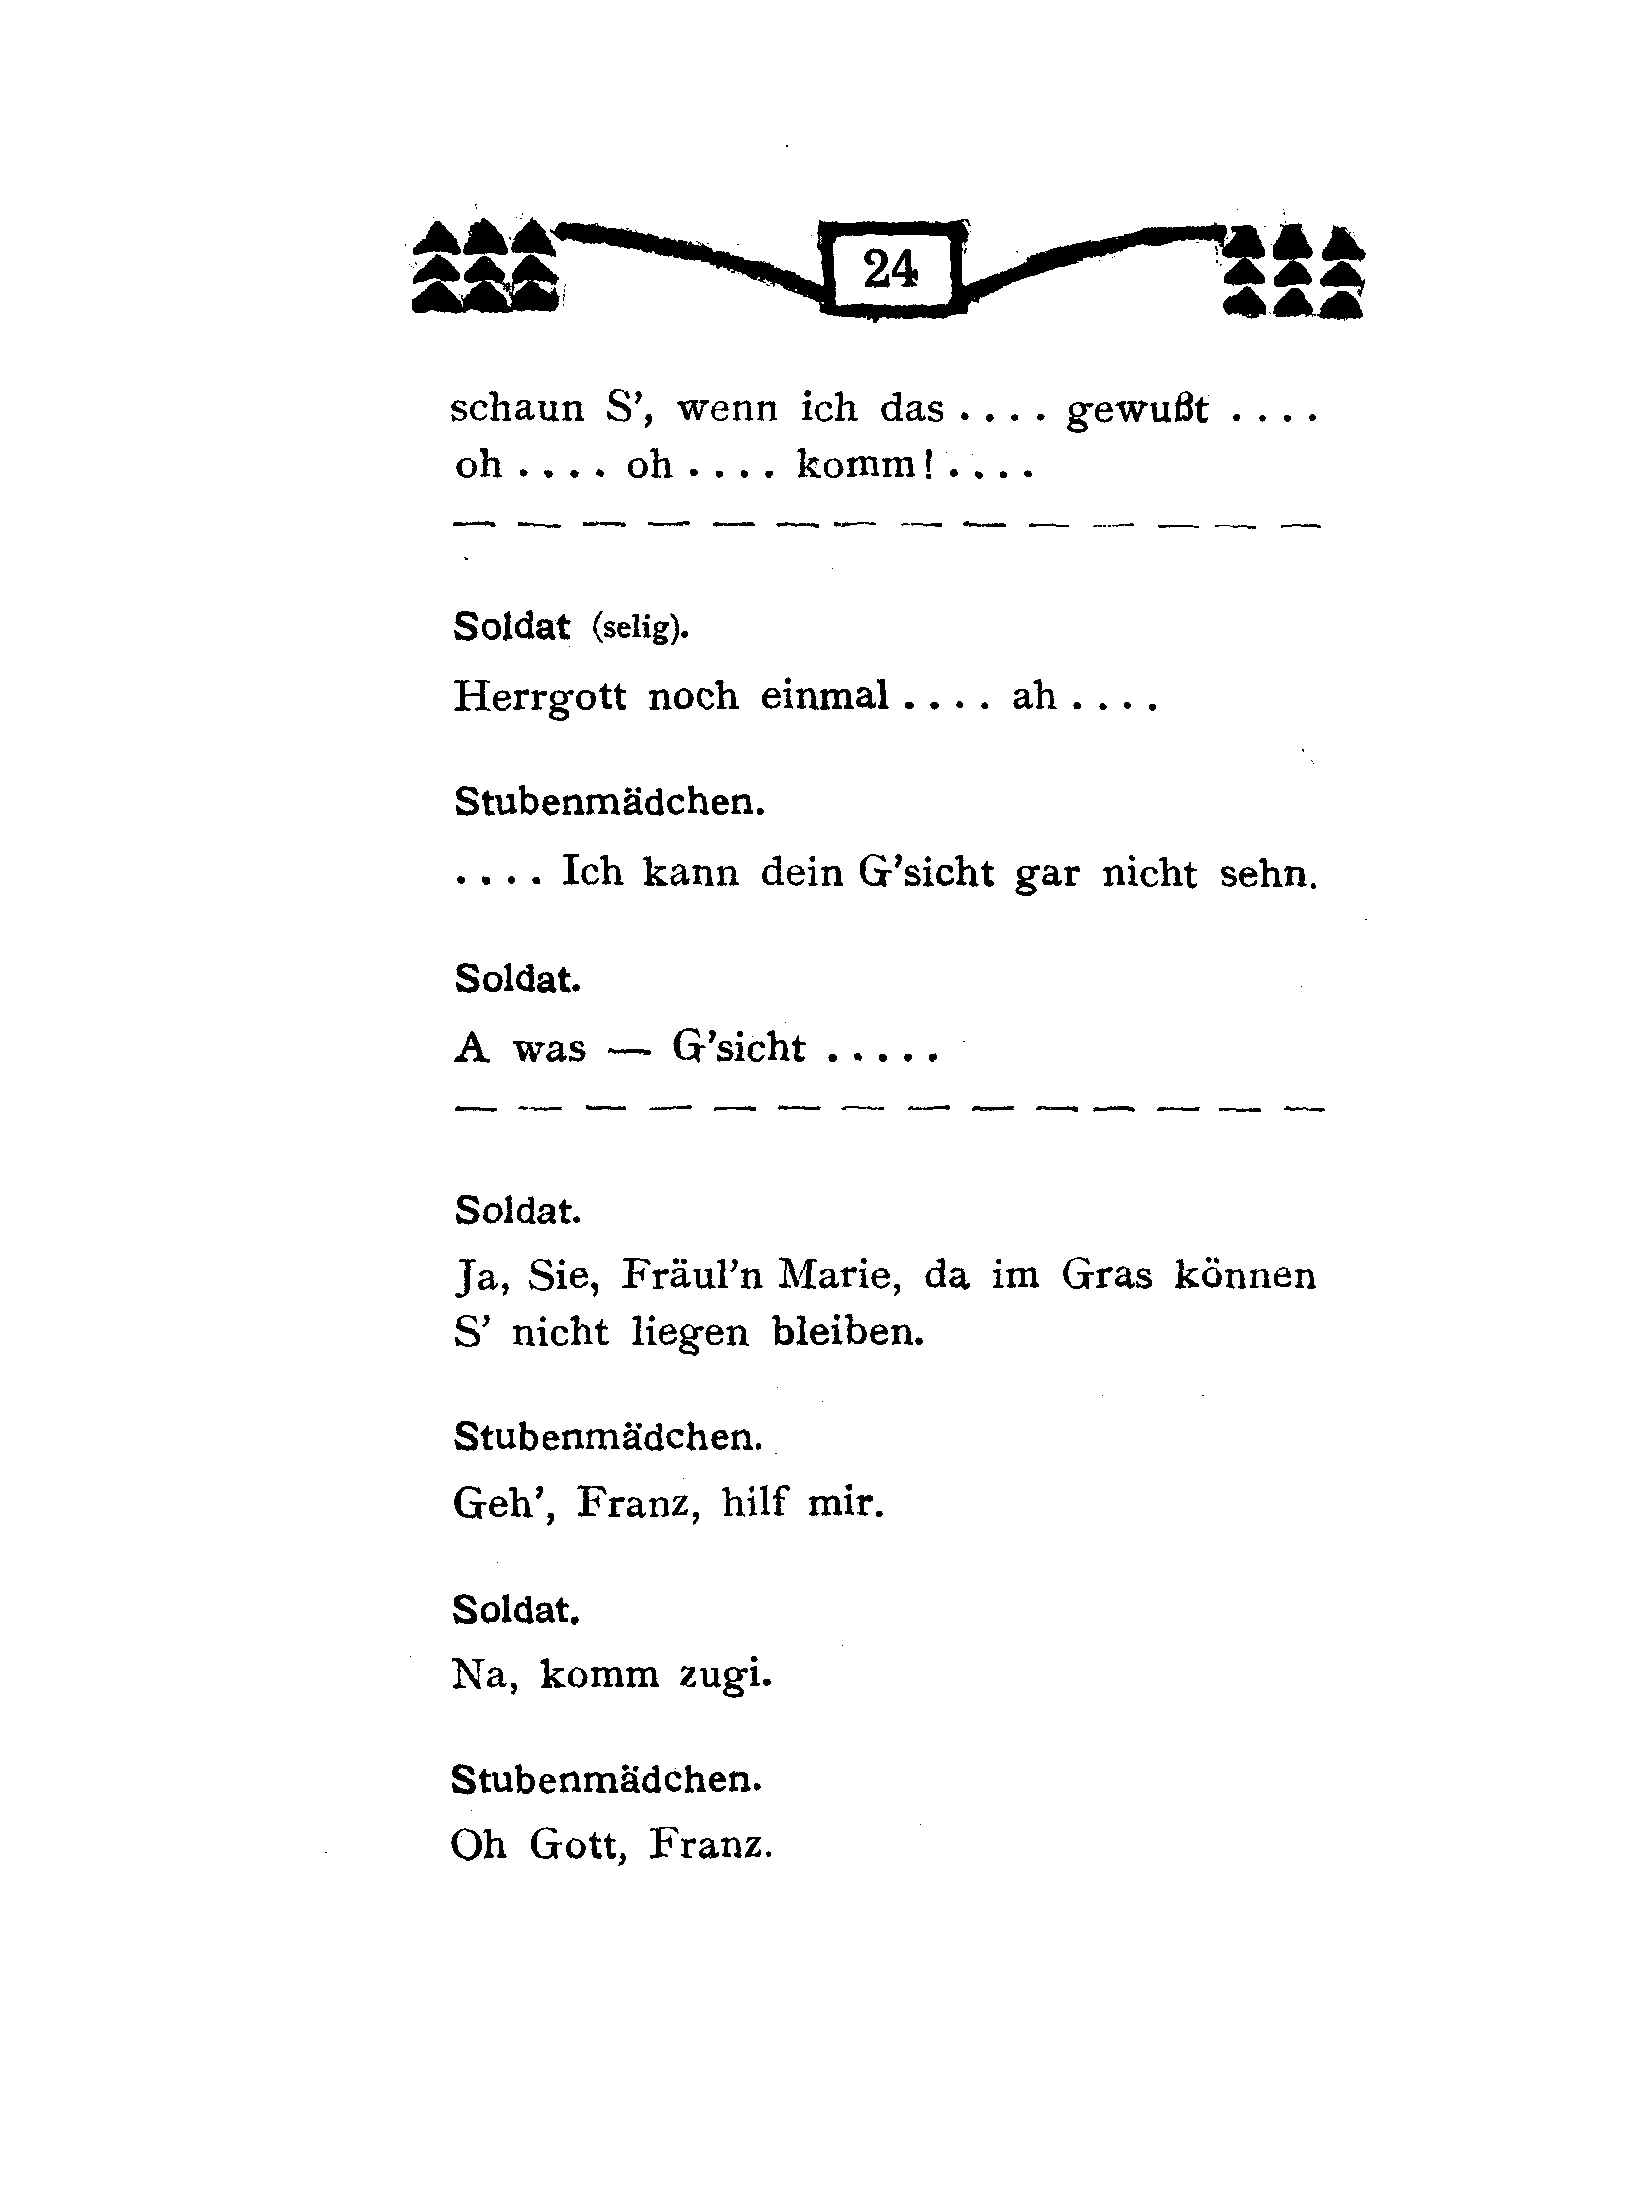 24
schaun S’, wenn ich das .... gewußt ....
oh .... oh .... komm! ....
— — — — — — — — — — — — — —
Soldat (selig).
Herrgott noch einmal .... ah ....
Stubenmädchen.
.... Ich kann dein G’sicht gar nicht sehn.
Soldat.
A was — G’sicht .....
— — — — — — — — — — — — — —
Soldat.
Ja, Sie, Fräul’n Marie, da im Gras können
S’ nicht liegen bleiben.
Stubenmädchen.
Geh’, Franz, hilf mir.
Soldat.
Na, komm zugi.
Stubenmädchen.
Oh Gott, Franz.